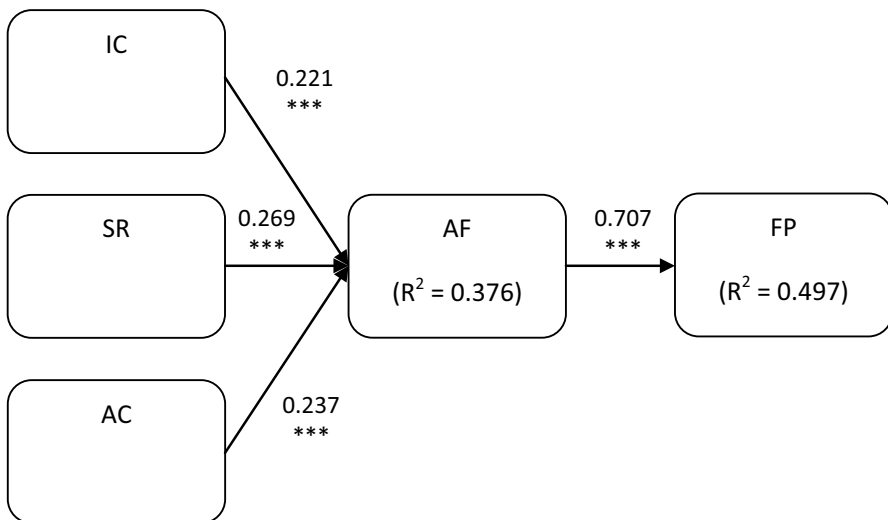 IC
0.221
***
SR
0.269
***
AF
(R² = 0.376)
0.707
***
FP
(R² = 0.497)
AC
0.237
***